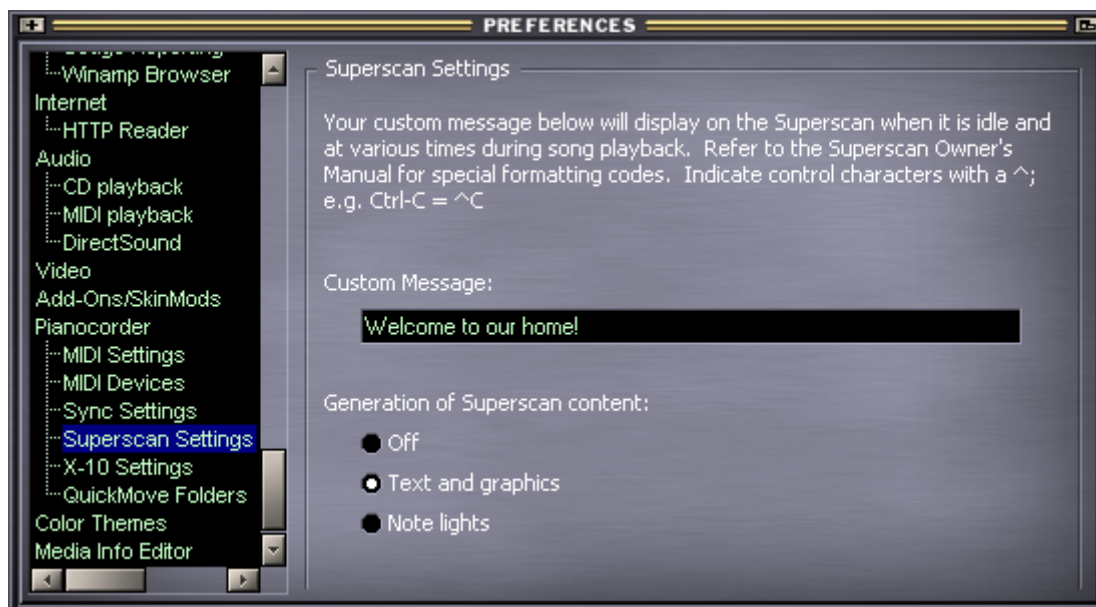 PREFERENCES
Winamp Browser
Internet
HTTP Reader
Audio
CD playback
MIDI playback
DirectSound
Video
Add-Ons/SkinMods
Pianocorder
MIDI Settings
MIDI Devices
Sync Settings
Superscan Settings
X-10 Settings
QuickMove Folders
Color Themes
Media Info Editor
Superscan Settings
Your custom message below will display on the Superscan when it is idle and
at various times during song playback.  Refer to the Superscan Owner's
Manual for special formatting codes.  Indicate control characters with a ^;
e.g. Ctrl-C = ^C
Custom Message:
Welcome to our home!
Generation of Superscan content:
Off
Text and graphics
Note lights